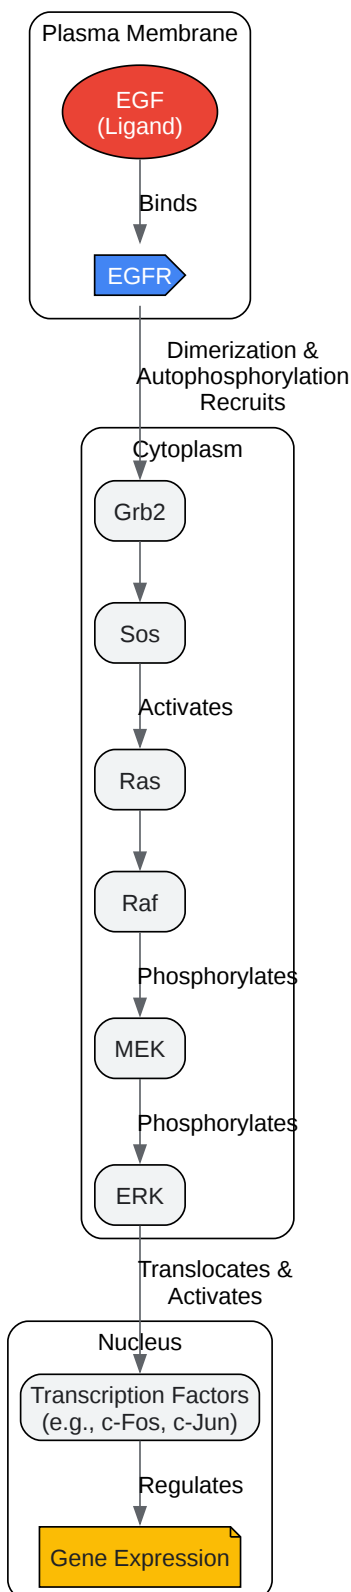 Plasma Membrane
EGF
(Ligand)
Binds
EGFR
Dimerization &
Autophosphorylation
Recruits
Cytoplasm
Grb2
Sos
Activates
Ras
Raf
Phosphorylates
MEK
Phosphorylates
ERK
Translocates &
Activates
Nucleus
Transcription Factors
(e.g., c-Fos, c-Jun)
Regulates
Gene Expression